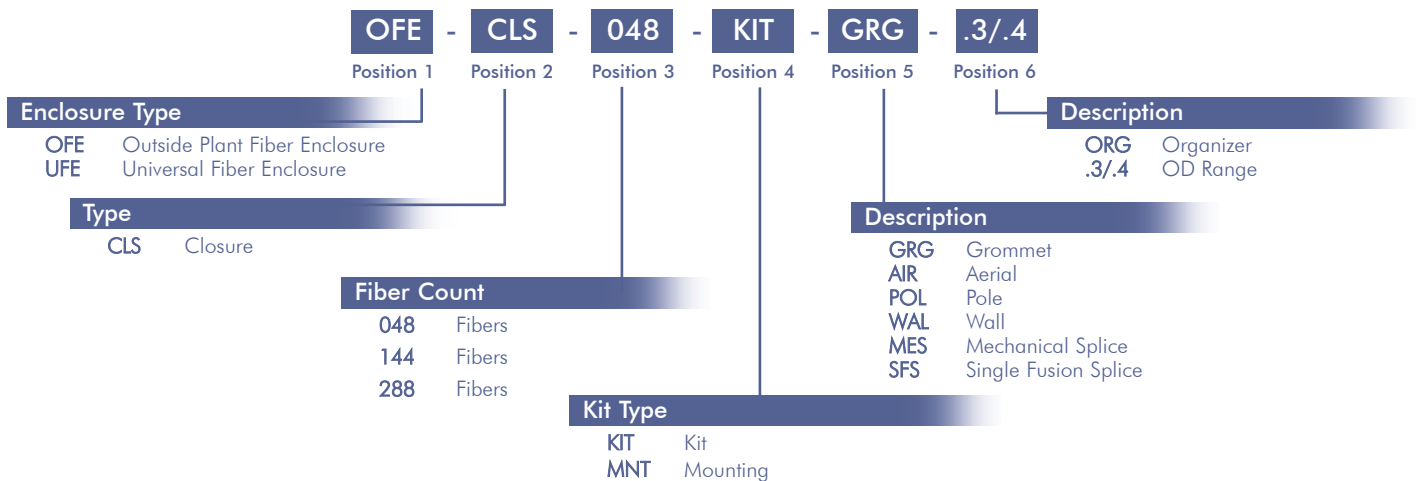 OFE - CLS - 048 - KIT - GRG - .3/.4
Position 1 Position 2 Position 3 Position 4 Position 5 Position 6
Enclosure Type
OFE Outside Plant Fiber Enclosure
UFE Universal Fiber Enclosure
Description
ORG Organizer
.3/.4 OD Range
Type
CLS Closure
Description
GRG Grommet
AIR Aerial
POL Pole
WAL Wall
MES Mechanical Splice
SFS Single Fusion Splice
Fiber Count
048 Fibers
144 Fibers
288 Fibers
Kit Type
KIT Kit
MNT Mounting